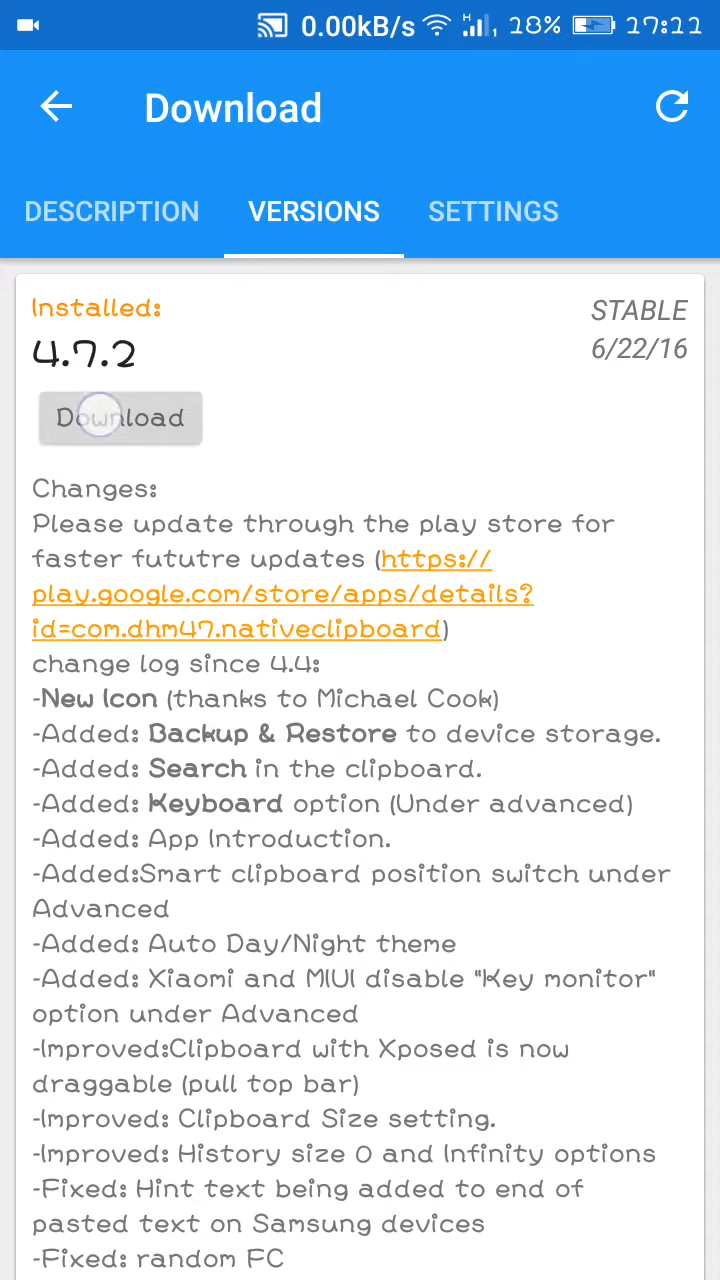 0.00kB/s H 1 28% 17:22
Download
DESCRIPTION VERSIONS SETTINGS
Installed:
STABLE
4.7.2
6/22/16
Download
Changes:
Please update through the play store for
faster fututre updates (https://
play.google.com/store/apps/details?
id=com.dhm47.nativeclipboard)
change log since 4.4:
-New Icon (thanks to Michael Cook)
-Added: Backup & Restore to device storage.
-Added: Search in the clipboard.
-Added: Keyboard option (Under advanced)
-Added: App Introduction.
-Added:Smart clipboard position switch under
Advanced
-Added: Auto Day/Night theme
-Added: Xiaomi and MIUI disable "Key monitor"
option under Advanced
-Improved:Clipboard with Xposed is now
draggable (pull top bar)
-Improved: Clipboard Size setting.
-Improved: History size 0 and Infinity options
-Fixed: Hint text being added to end of
pasted text on Samsung devices
-Fixed: random FC